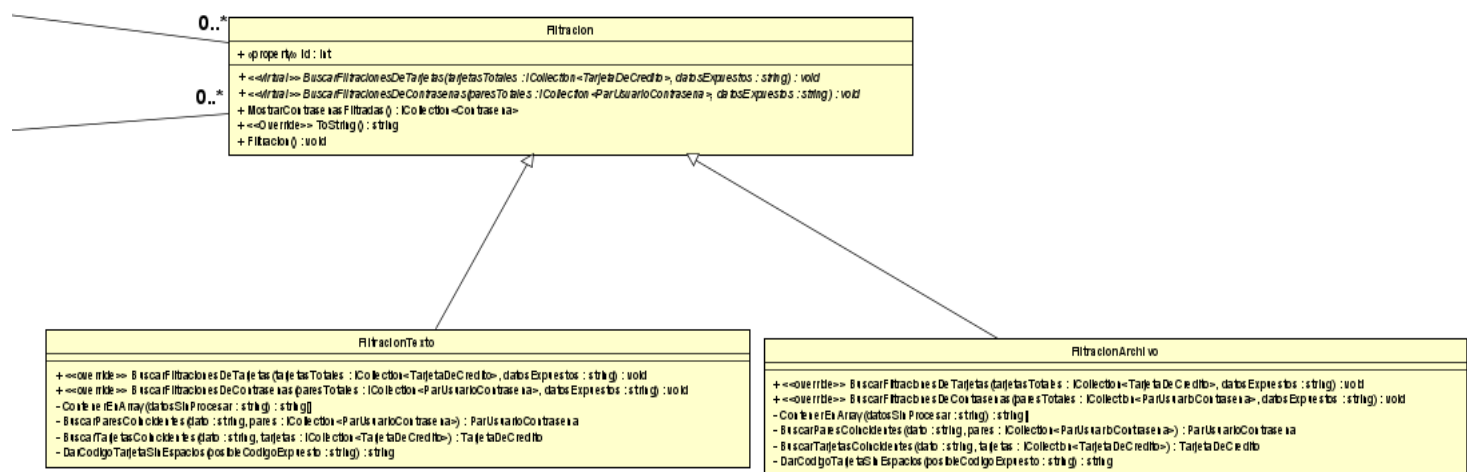 0..*
Filtracion
+ «property» Id : int
+ <<virtual>> BuscarFiltracionesDeTarjetas(tarjetasTotales : ICollection<TarjetaDeCredito>, datosExpuestos : string) : void
0..*
+ <<virtual>> BuscarFiltracionesDeContrasenas(paresTotales : ICollection<ParUsuarioContrasena>, datosExpuestos : string) : void
+ MostrarContrasenasFiltradas() : ICollection<Contrasena>
+ <<Override>> ToString() : string
+ Filtracion() : void
FiltracionTexto
+ <<override>> BuscarFiltracionesDeTarjetas(tarjetasTotales : ICollection<TarjetaDeCredito>, datosExpuestos : string) : void
+ <<override>> BuscarFiltracionesDeContrasenas(paresTotales : ICollection<ParUsuarioContrasena>, datosExpuestos : string) : void
- ContenerEnArray(datosSinProcesar : string) : string[]
- BuscarParesCoincidentes(dato : string, pares : ICollection<ParUsuarioContrasena>) : ParUsuarioContrasena
- BuscarTarjetasCoincidentes(dato : string, tarjetas : ICollection<TarjetaDeCredito>) : TarjetaDeCredito
- DarCodigoTarjetaSinEspacios(posibleCodigoExpuesto : string) : string
FiltracionArchivo
+ <<override>> BuscarFiltracionesDeTarjetas(tarjetasTotales : ICollection<TarjetaDeCredito>, datosExpuestos : string) : void
+ <<override>> BuscarFiltracionesDeContrasenas(paresTotales : ICollection<ParUsuarioContrasena>, datosExpuestos : string) : void
- ContenerEnArray(datosSinProcesar : string) : string[]
- BuscarParesCoincidentes(dato : string, pares : ICollection<ParUsuarioContrasena>) : ParUsuarioContrasena
- BuscarTarjetasCoincidentes(dato : string, tarjetas : ICollection<TarjetaDeCredito>) : TarjetaDeCredito
- DarCodigoTarjetaSinEspacios(posibleCodigoExpuesto : string) : string